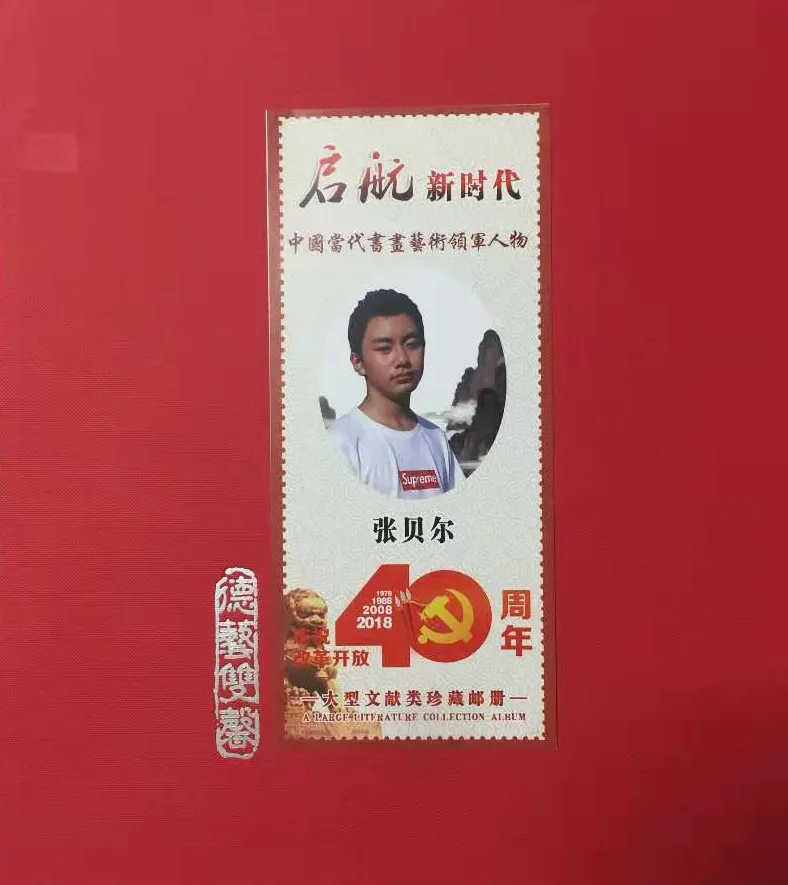 启航 新时代
中國當代書畫藝術領軍人物
Supreme
张贝尔
1978
1988
2008
2018
40
周年
庆祝
改革开放
大型文献类珍藏邮册
A LARGE LITERATURE COLLECTION ALBUM
德藝雙馨